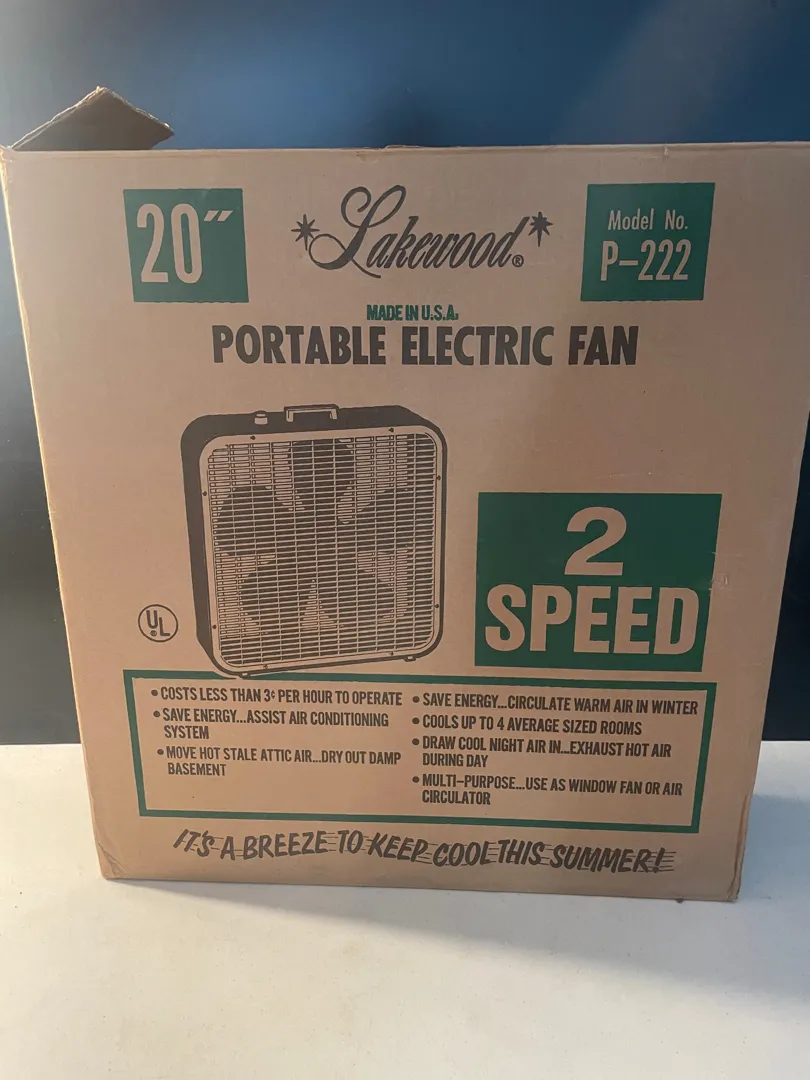 20″
Lakewood®
Model No.
P-222
MADE IN U.S.A.
PORTABLE ELECTRIC FAN
2
SPEED
UL
• COSTS LESS THAN 3¢ PER HOUR TO OPERATE
• SAVE ENERGY...ASSIST AIR CONDITIONING
SYSTEM
• MOVE HOT STALE ATTIC AIR...DRY OUT DAMP
BASEMENT
• SAVE ENERGY...CIRCULATE WARM AIR IN WINTER
• COOLS UP TO 4 AVERAGE SIZED ROOMS
• DRAW COOL NIGHT AIR IN...EXHAUST HOT AIR
DURING DAY
• MULTI-PURPOSE...USE AS WINDOW FAN OR AIR
CIRCULATOR
IT'S A BREEZE TO KEEP COOL THIS SUMMER!